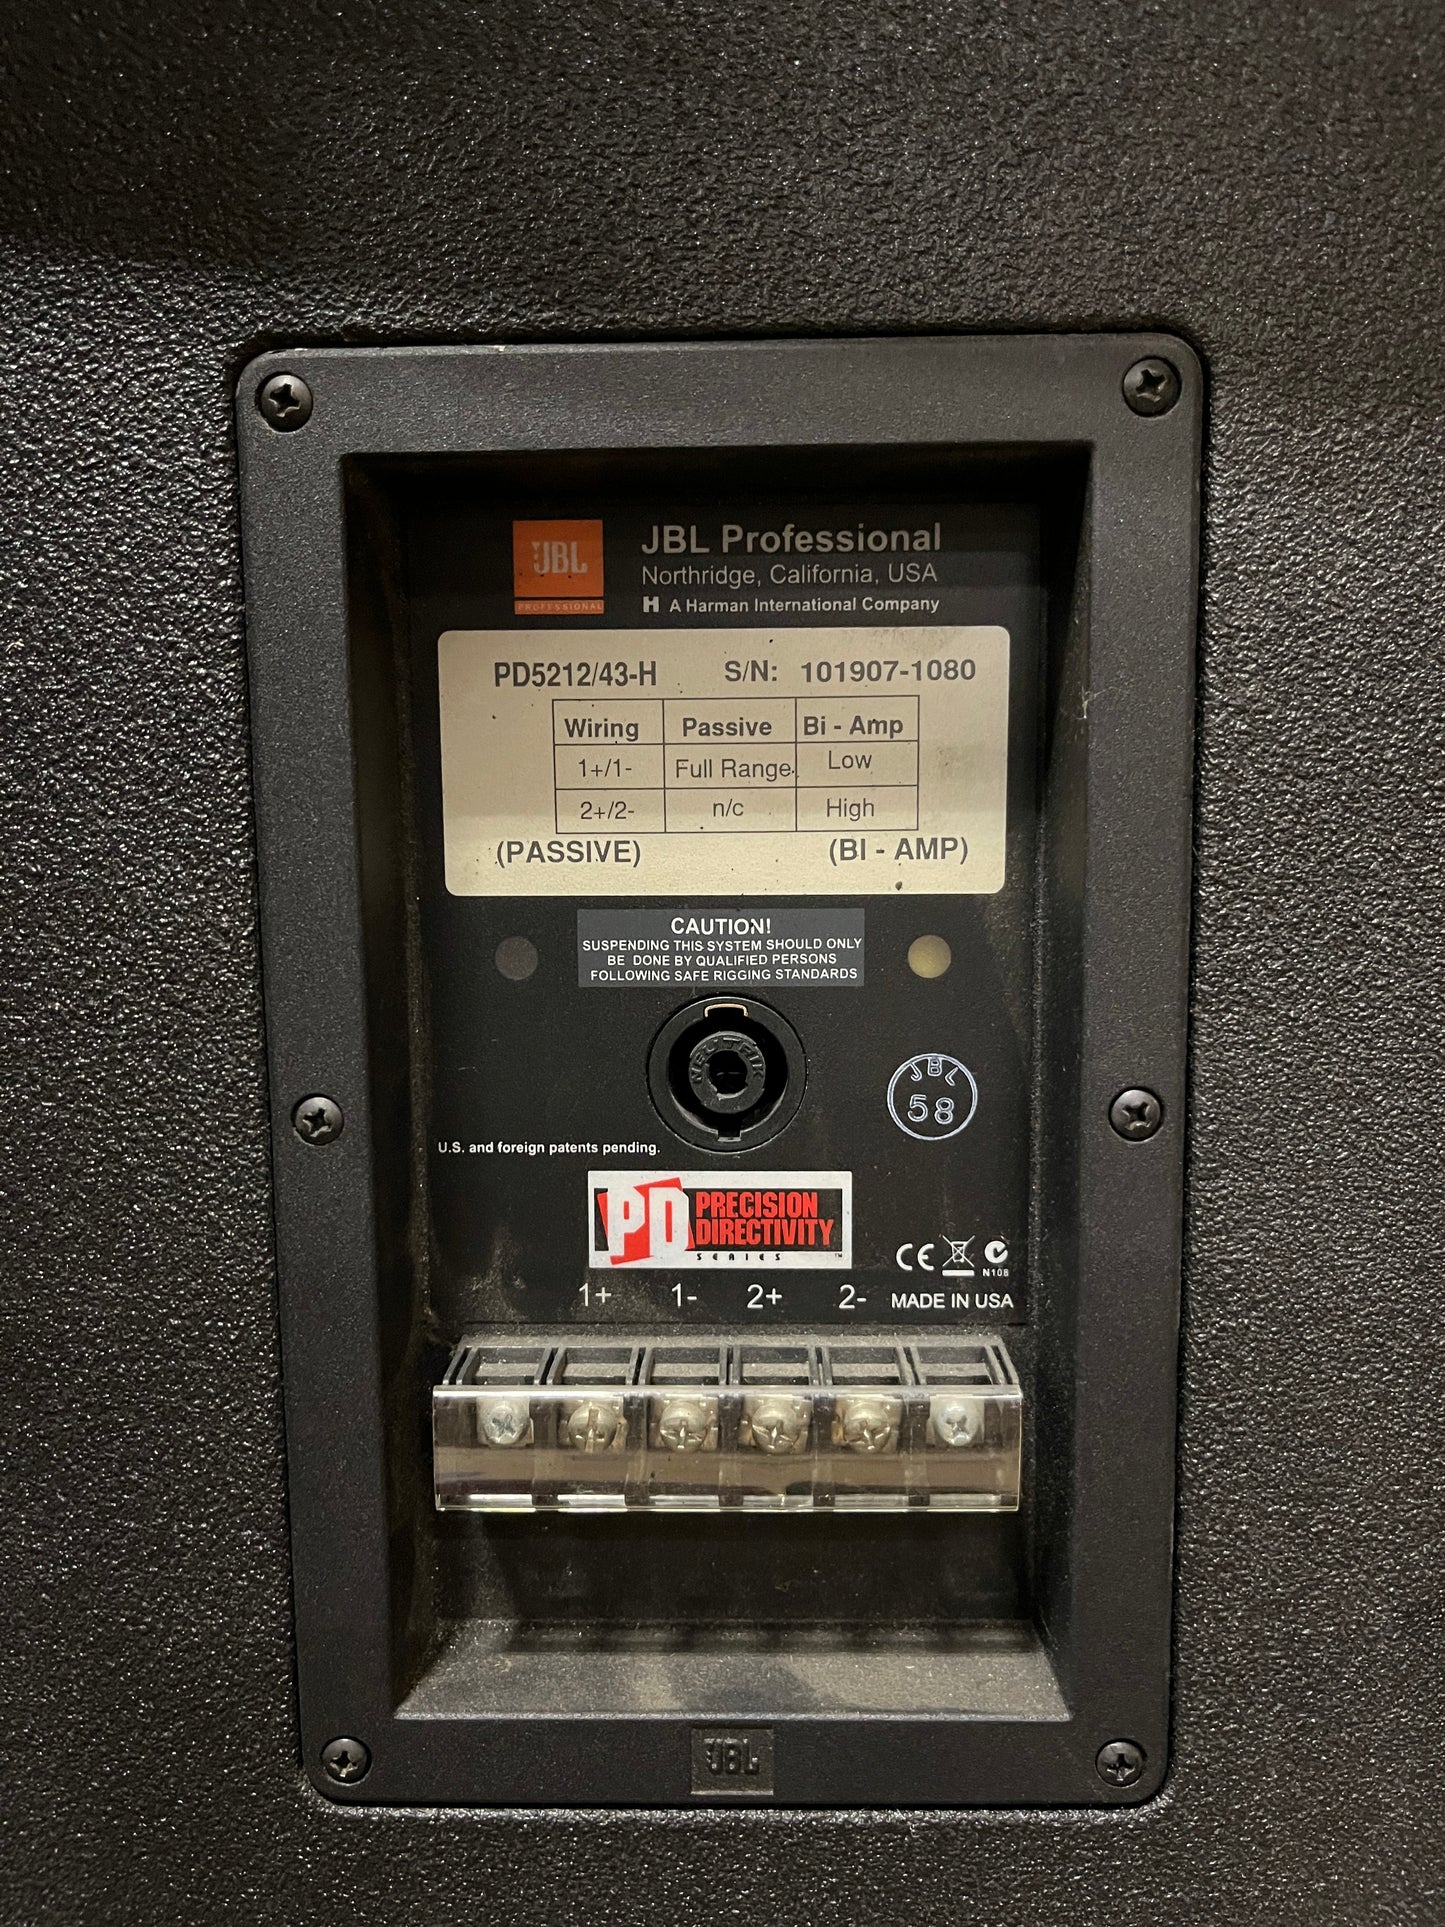 JBL
PROFESSIONAL
JBL Professional
Northridge, California, USA
H A Harman International Company
PD5212/43-H S/N: 101907-1080
Wiring Passive Bi - Amp
1+/1- Full Range Low
2+/2- n/c High
(PASSIVE) (BI - AMP)
CAUTION!
SUSPENDING THIS SYSTEM SHOULD ONLY
BE DONE BY QUALIFIED PERSONS
FOLLOWING SAFE RIGGING STANDARDS
NEUTRIK
JBL
58
U.S. and foreign patents pending.
PD PRECISION
DIRECTIVITY
SERIES ™
CE
N108
1+ 1- 2+ 2- MADE IN USA
JBL